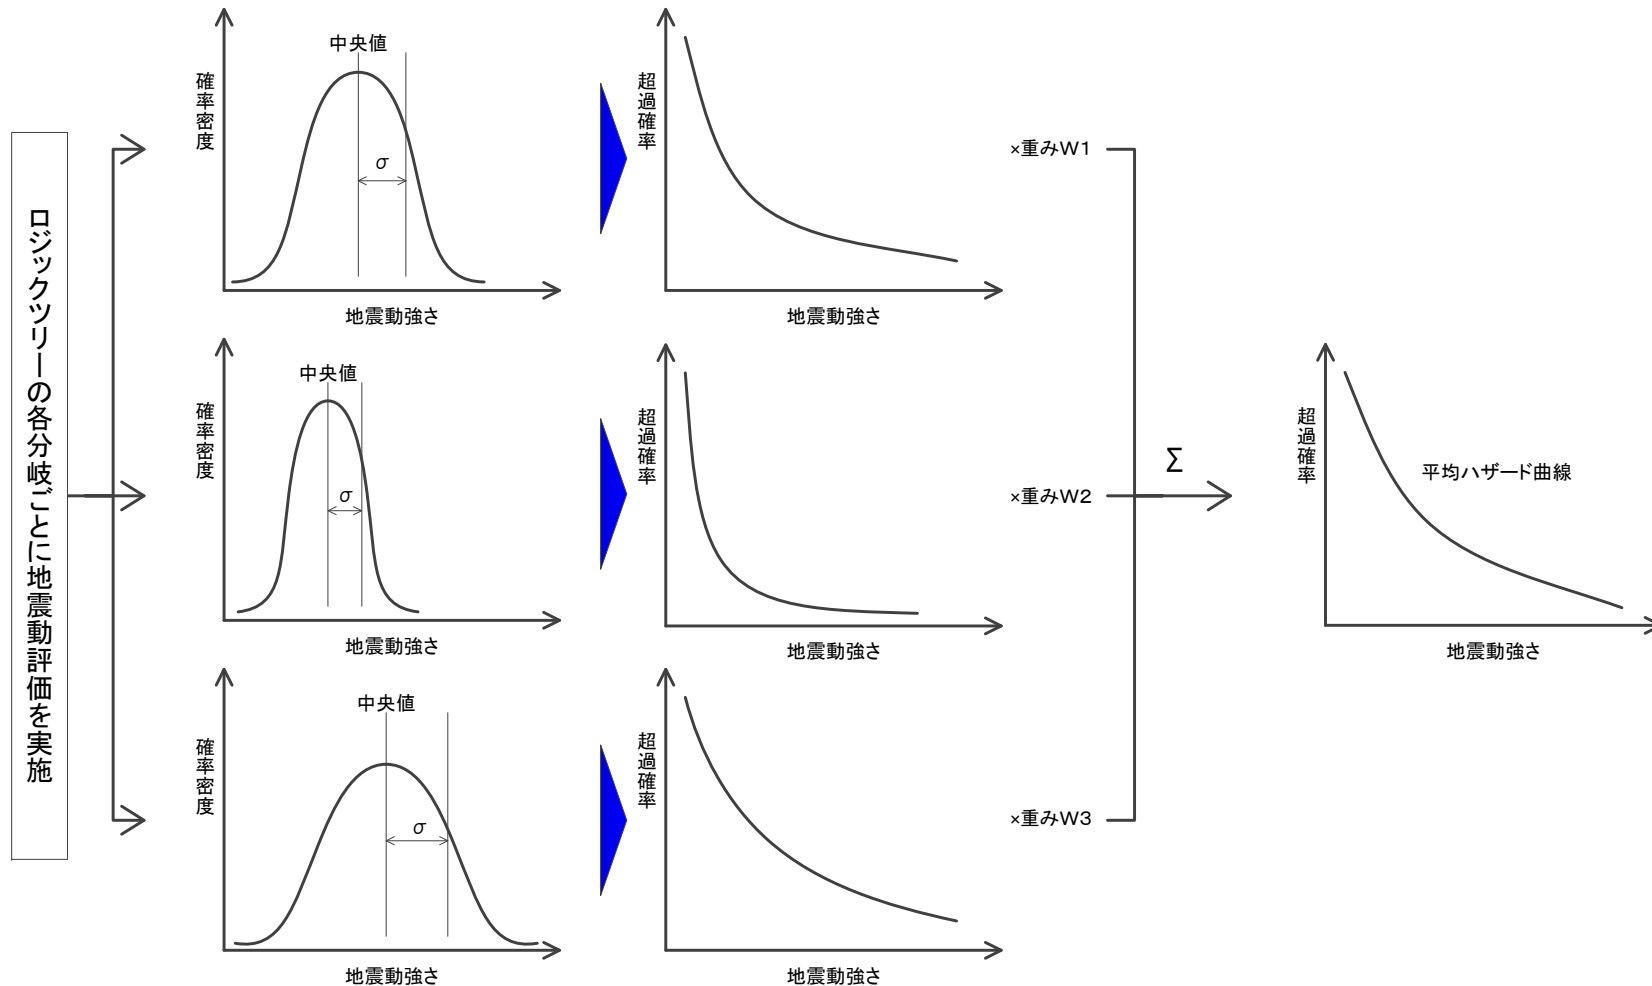 ロジックツリーの各分岐ごとに地震動評価を実施
中央値
確率密度
σ
地震動強さ
超過確率
地震動強さ
×重みW1
中央値
確率密度
σ
地震動強さ
超過確率
地震動強さ
×重みW2
中央値
確率密度
σ
地震動強さ
超過確率
地震動強さ
×重みW3
Σ
超過確率
平均ハザード曲線
地震動強さ